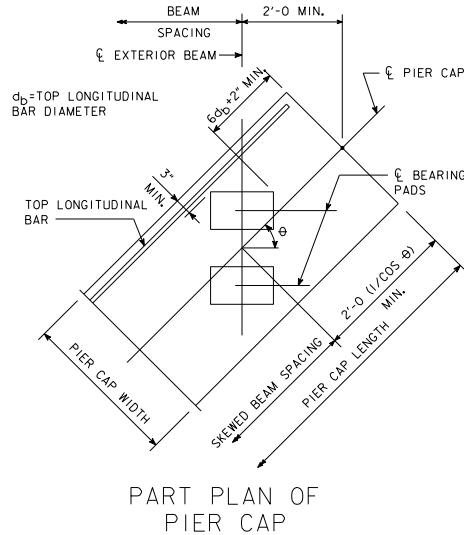 BEAM
SPACING
2'-0 MIN.
℄ EXTERIOR BEAM
℄ PIER CAP
db=TOP LONGITUDINAL
BAR DIAMETER
6db+2" MIN.
3"
MIN.
℄ BEARING
PADS
TOP LONGITUDINAL
BAR
θ
PIER CAP WIDTH
SKEWED BEAM SPACING
2'-0 (1/COS θ)
MIN.
PIER CAP LENGTH
PART PLAN OF
PIER CAP